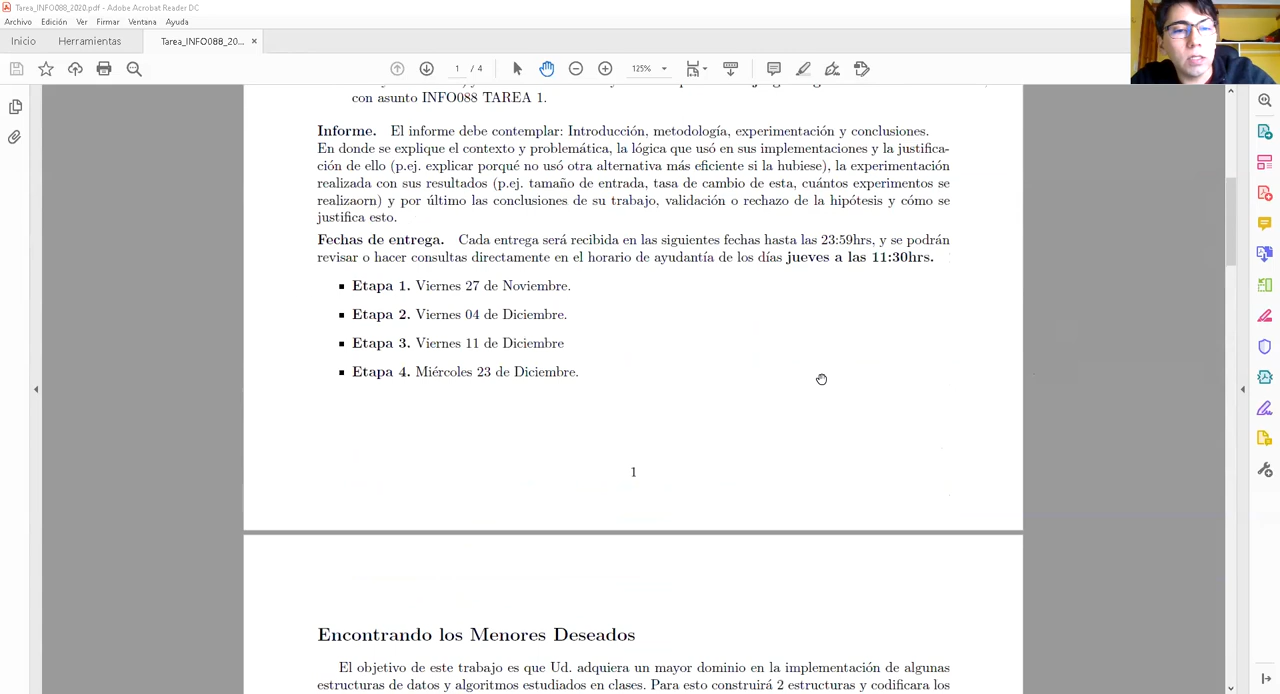 Tarea_INFO088_2020.pdf - Adobe Acrobat Reader DC
Archivo Edición Ver Firmar Ventana Ayuda
Inicio Herramientas Tarea_INFO088_20... ×
1 / 4 125%
con asunto INFO088 TAREA 1.
Informe. El informe debe contemplar: Introducción, metodología, experimentación y conclusiones.
En donde se explique el contexto y problemática, la lógica que usó en sus implementaciones y la justifica-
ción de ello (p.ej. explicar porqué no usó otra alternativa más eficiente si la hubiese), la experimentación
realizada con sus resultados (p.ej. tamaño de entrada, tasa de cambio de esta, cuántos experimentos se
realizaorn) y por último las conclusiones de su trabajo, validación o rechazo de la hipótesis y cómo se
justifica esto.
Fechas de entrega. Cada entrega será recibida en las siguientes fechas hasta las 23:59hrs, y se podrán
revisar o hacer consultas directamente en el horario de ayudantía de los días jueves a las 11:30hrs.
Etapa 1. Viernes 27 de Noviembre.
Etapa 2. Viernes 04 de Diciembre.
Etapa 3. Viernes 11 de Diciembre
Etapa 4. Miércoles 23 de Diciembre.
1
Encontrando los Menores Deseados
El objetivo de este trabajo es que Ud. adquiera un mayor dominio en la implementación de algunas
estructuras de datos y algoritmos estudiados en clases. Para esto construirá 2 estructuras y codificara los